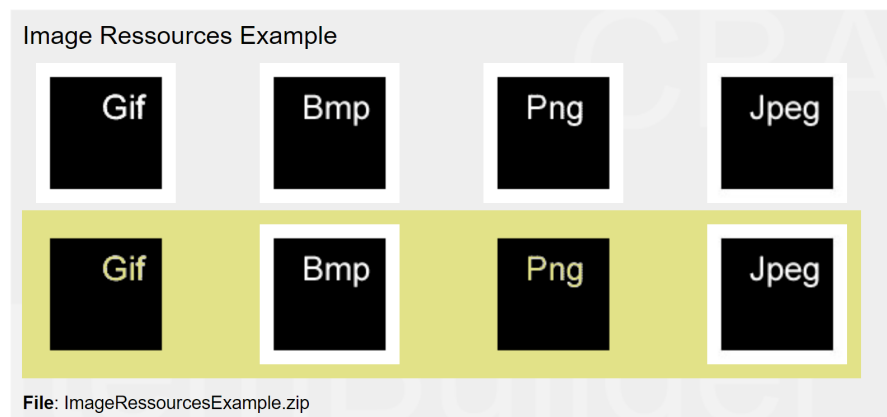 Image Ressources Example
Gif Bmp Png Jpeg
Gif Bmp Png Jpeg
File: ImageRessourcesExample.zip